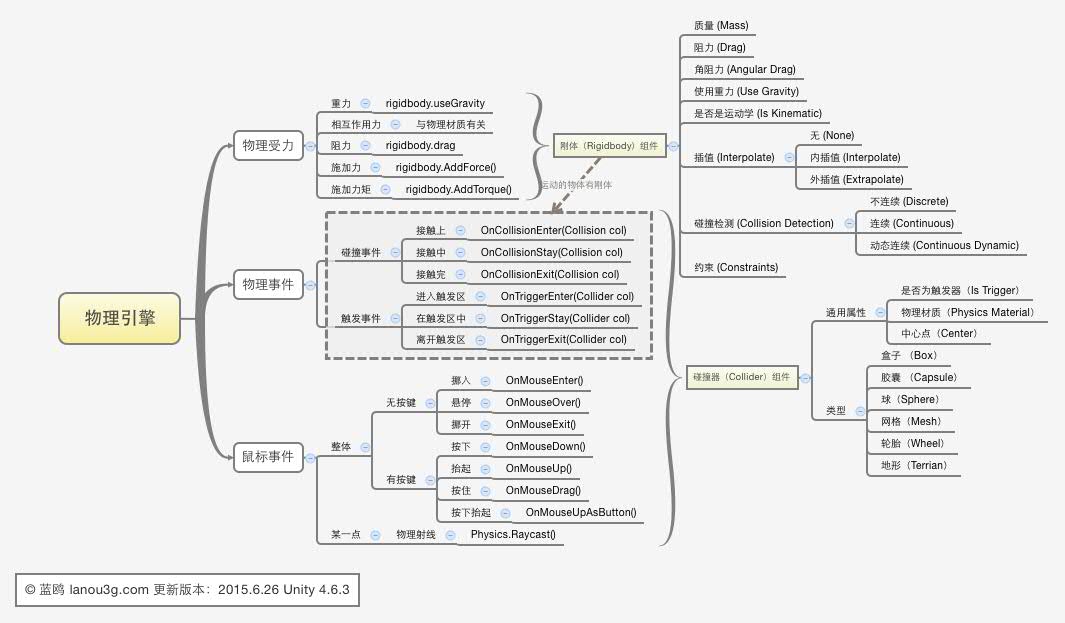 物理引擎
物理受力
重力 rigidbody.useGravity
相互作用力 与物理材质有关
阻力 rigidbody.drag
施加力 rigidbody.AddForce()
施加力矩 rigidbody.AddTorque()
刚体（Rigidbody）组件
质量 (Mass)
阻力 (Drag)
角阻力 (Angular Drag)
使用重力 (Use Gravity)
是否是运动学 (Is Kinematic)
插值 (Interpolate)
无 (None)
内插值 (Interpolate)
外插值 (Extrapolate)
碰撞检测 (Collision Detection)
不连续 (Discrete)
连续 (Continuous)
动态连续 (Continuous Dynamic)
约束 (Constraints)
运动的物体有刚体
物理事件
碰撞事件
接触上 OnCollisionEnter(Collision col)
接触中 OnCollisionStay(Collision col)
接触完 OnCollisionExit(Collision col)
触发事件
进入触发区 OnTriggerEnter(Collider col)
在触发区中 OnTriggerStay(Collider col)
离开触发区 OnTriggerExit(Collider col)
鼠标事件
整体
无按键
挪入 OnMouseEnter()
悬停 OnMouseOver()
挪开 OnMouseExit()
有按键
按下 OnMouseDown()
抬起 OnMouseUp()
按住 OnMouseDrag()
按下抬起 OnMouseUpAsButton()
某一点 物理射线 Physics.Raycast()
碰撞器（Collider）组件
通用属性
是否为触发器（Is Trigger）
物理材质（Physics Material）
中心点（Center）
类型
盒子 （Box）
胶囊 （Capsule）
球（Sphere）
网格（Mesh）
轮胎（Wheel）
地形（Terrian）
© 蓝鸥 lanou3g.com 更新版本：2015.6.26 Unity 4.6.3